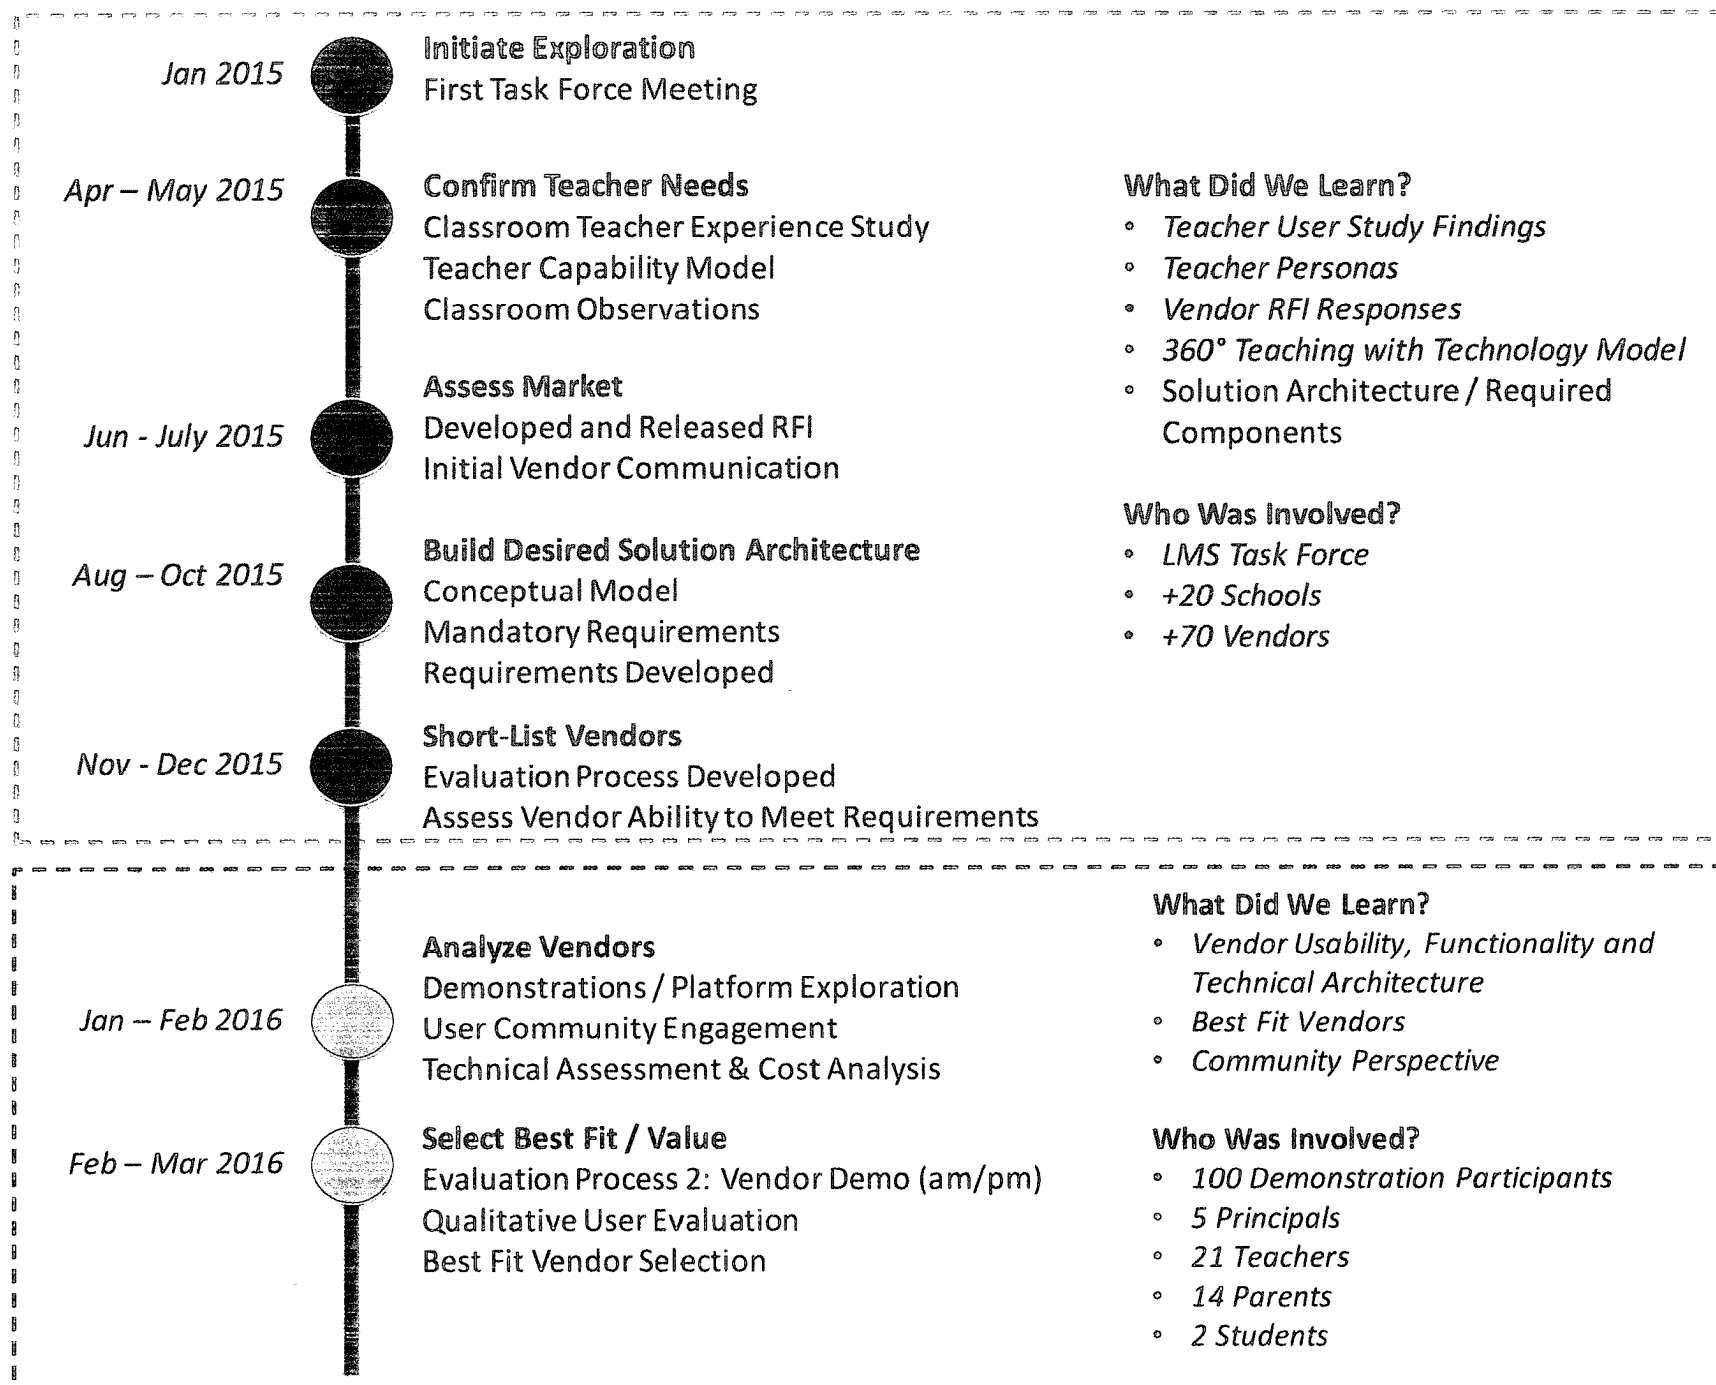 Jan 2015
Initiate Exploration
First Task Force Meeting
Apr – May 2015
Confirm Teacher Needs
Classroom Teacher Experience Study
Teacher Capability Model
Classroom Observations
Jun - July 2015
Assess Market
Developed and Released RFI
Initial Vendor Communication
Aug – Oct 2015
Build Desired Solution Architecture
Conceptual Model
Mandatory Requirements
Requirements Developed
Nov - Dec 2015
Short-List Vendors
Evaluation Process Developed
Assess Vendor Ability to Meet Requirements
What Did We Learn?
• Teacher User Study Findings
• Teacher Personas
• Vendor RFI Responses
• 360° Teaching with Technology Model
• Solution Architecture / Required
Components
Who Was Involved?
• LMS Task Force
• +20 Schools
• +70 Vendors
Jan – Feb 2016
Analyze Vendors
Demonstrations / Platform Exploration
User Community Engagement
Technical Assessment & Cost Analysis
Feb – Mar 2016
Select Best Fit / Value
Evaluation Process 2: Vendor Demo (am/pm)
Qualitative User Evaluation
Best Fit Vendor Selection
What Did We Learn?
• Vendor Usability, Functionality and
Technical Architecture
• Best Fit Vendors
• Community Perspective
Who Was Involved?
• 100 Demonstration Participants
• 5 Principals
• 21 Teachers
• 14 Parents
• 2 Students